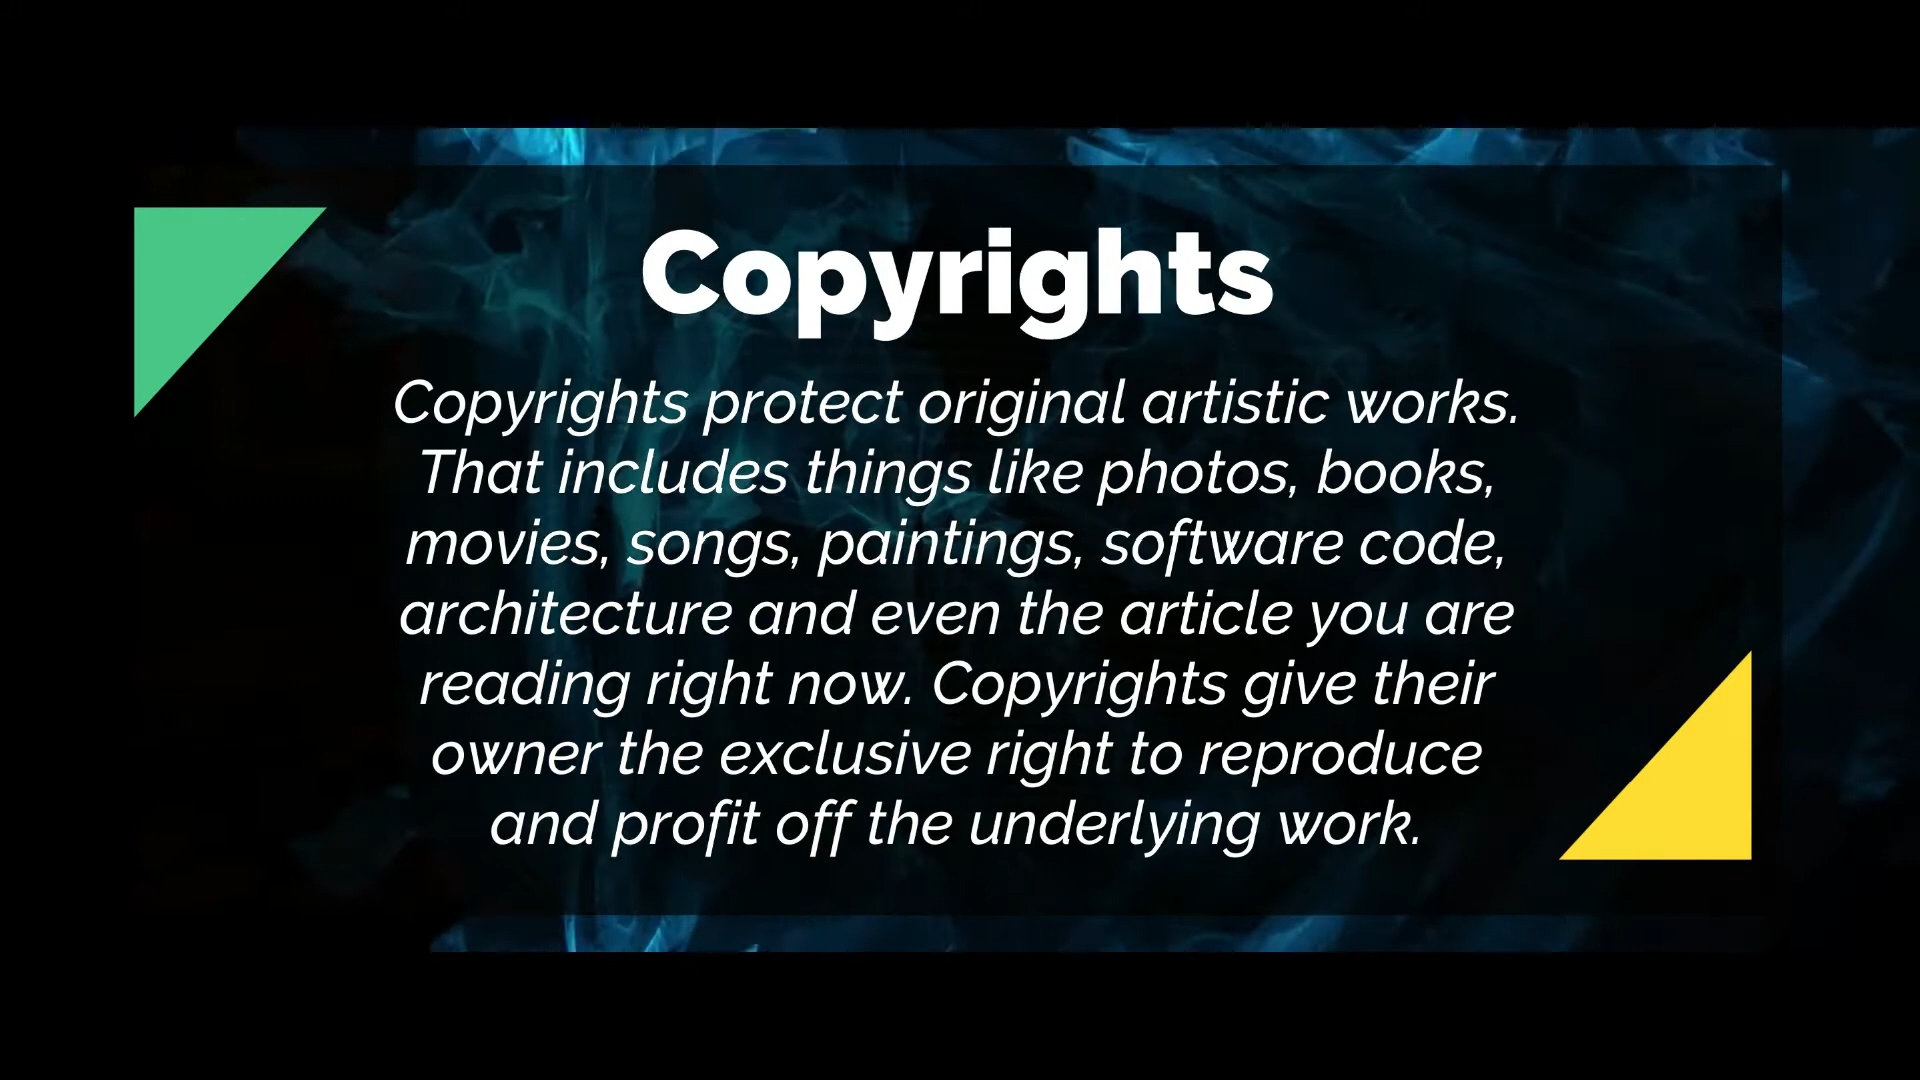 Copyrights
Copyrights protect original artistic works.
That includes things like photos, books,
movies, songs, paintings, software code,
architecture and even the article you are
reading right now. Copyrights give their
owner the exclusive right to reproduce
and profit off the underlying work.